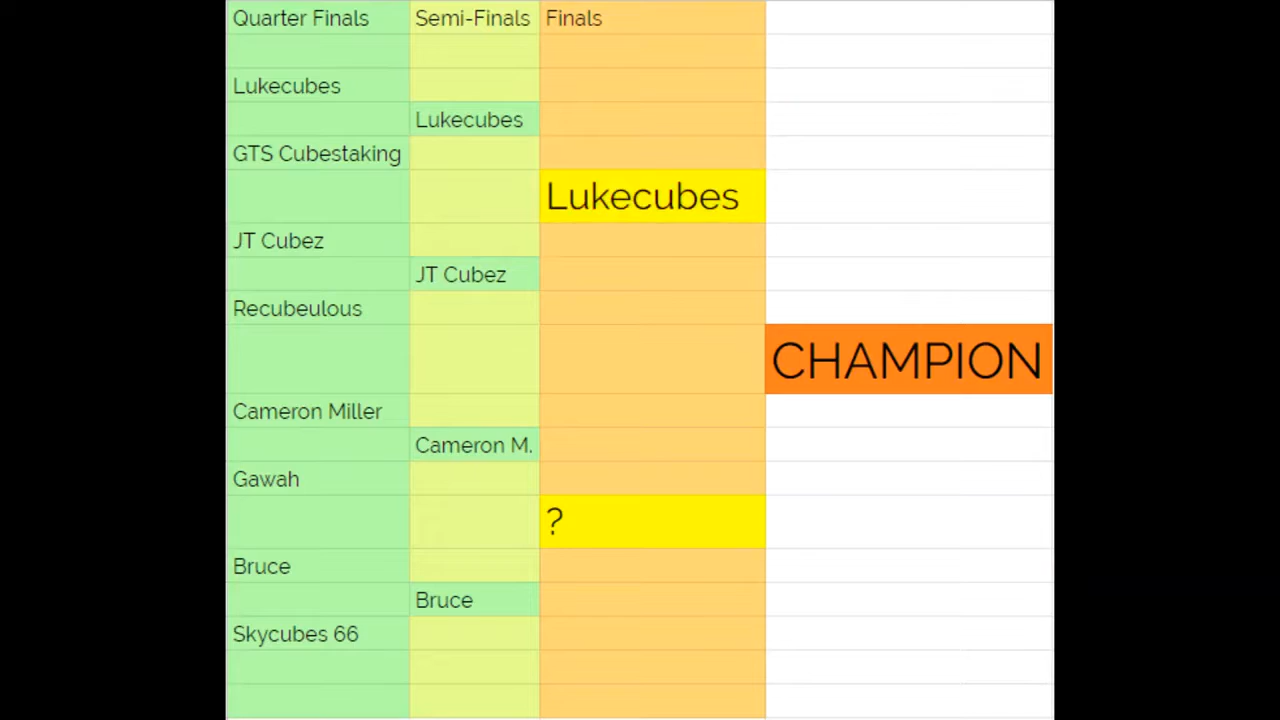 Quarter Finals Semi-Finals Finals
Lukecubes
Lukecubes
GTS Cubestaking
Lukecubes
JT Cubez
JT Cubez
Recubeulous
CHAMPION
Cameron Miller
Cameron M.
Gawah
?
Bruce
Bruce
Skycubes 66